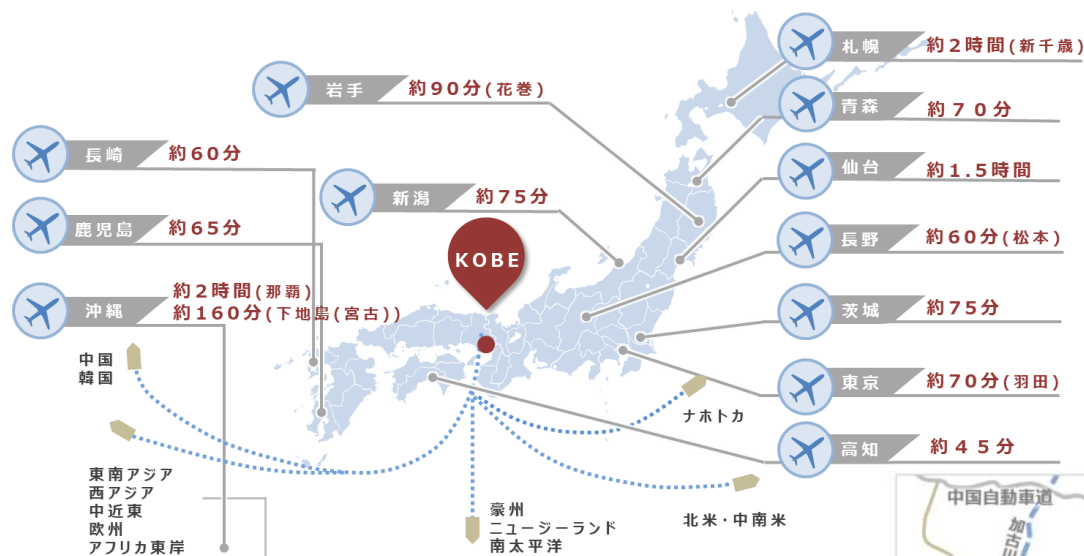 札幌
約2時間(新千歳)
岩手
約90分(花巻)
青森
約70分
長崎
約60分
仙台
約1.5時間
新潟
約75分
鹿児島
約65分
長野
約60分(松本)
KOBE
沖縄
約2時間(那覇)
約160分(下地島(宮古))
茨城
約75分
中国
韓国
東京
約70分(羽田)
ナホトカ
高知
約45分
東南アジア
西アジア
中近東
欧州
アフリカ東岸
豪州
ニュージーランド
南太平洋
北米・中南米
中国自動車道
加古川